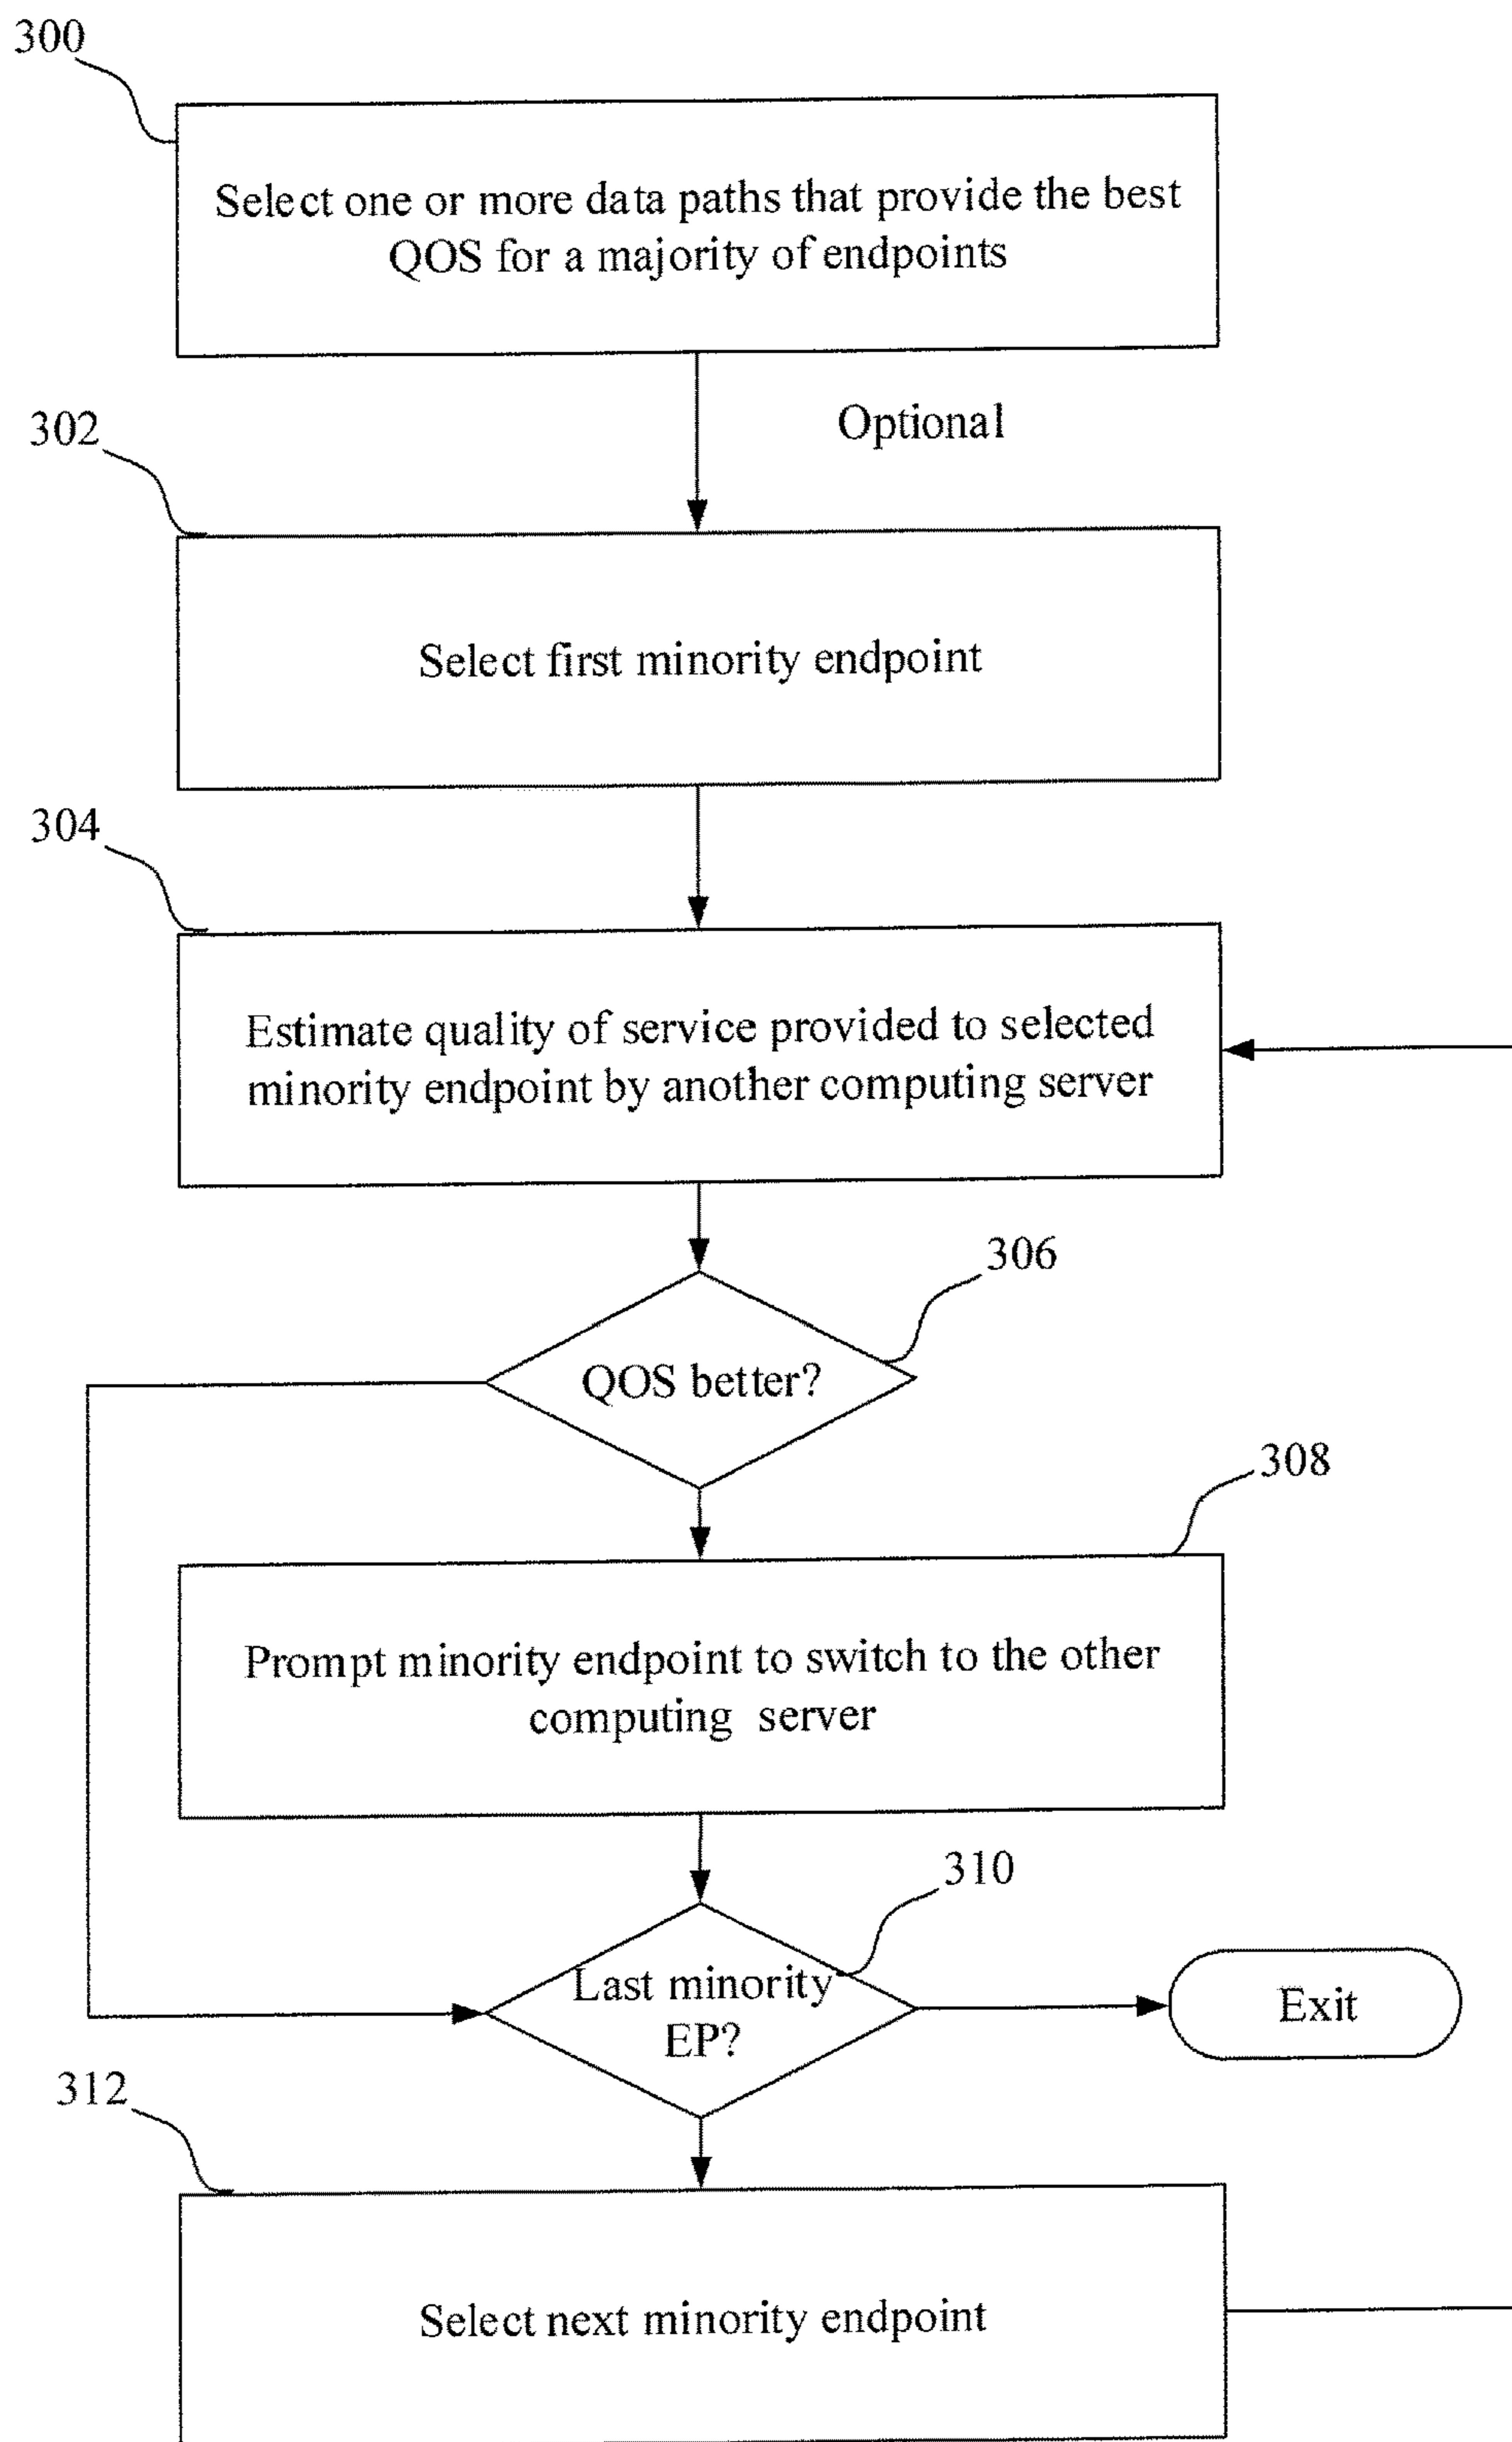 300
Select one or more data paths that provide the best
QOS for a majority of endpoints
Optional
302
Select first minority endpoint
304
Estimate quality of service provided to selected
minority endpoint by another computing server
306
QOS better?
308
Prompt minority endpoint to switch to the other
computing server
310
Last minority
EP?
Exit
312
Select next minority endpoint